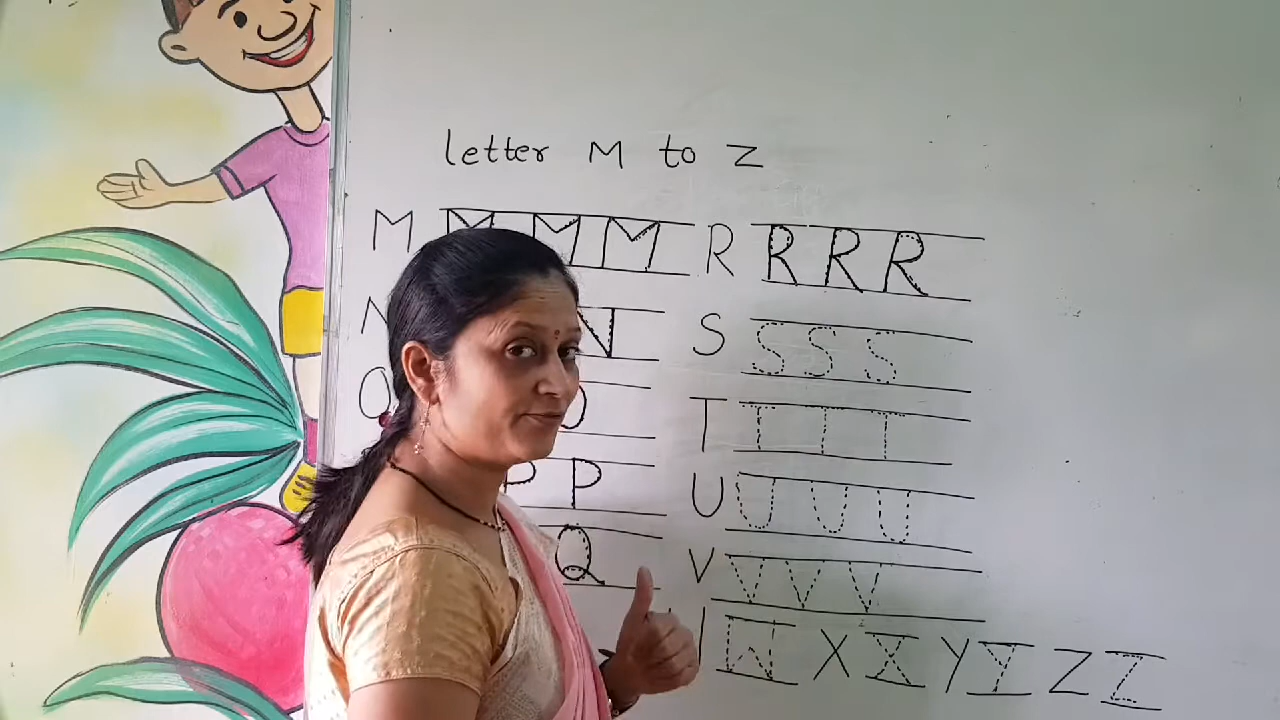 letter M to Z
M M M M R R R R
N N S S S S
O O T T T T
P P U U U U
Q V V V V
W X X Y Y Z Z